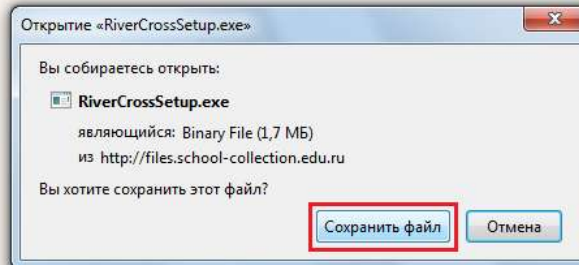 Открытие «RiverCrossSetup.exe»
Вы собираетесь открыть:
RiverCrossSetup.exe
являющийся: Binary File (1,7 МБ)
из http://files.school-collection.edu.ru
Вы хотите сохранить этот файл?
Сохранить файл Отмена